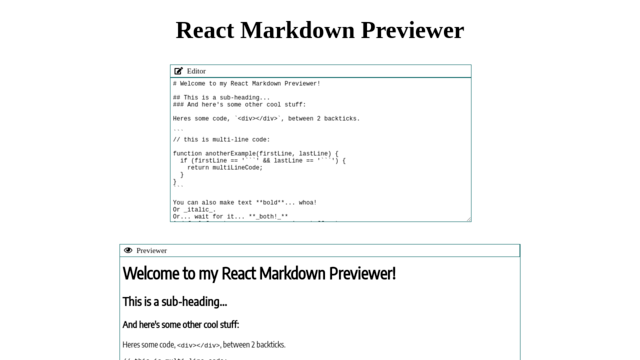 React Markdown Previewer
Editor
# Welcome to my React Markdown Previewer!
## This is a sub-heading...
### And here's some other cool stuff:
Heres some code, `<div></div>`, between 2 backticks.
```
// this is multi-line code:
function anotherExample(firstLine, lastLine) {
  if (firstLine == '```' && lastLine == '```') {
    return multiLineCode;
  }
}
```
You can also make text **bold**... whoa!
Or _italic_.
Or... wait for it... **_both!_**
Previewer
Welcome to my React Markdown Previewer!
This is a sub-heading...
And here's some other cool stuff:
Heres some code, <div></div>, between 2 backticks.